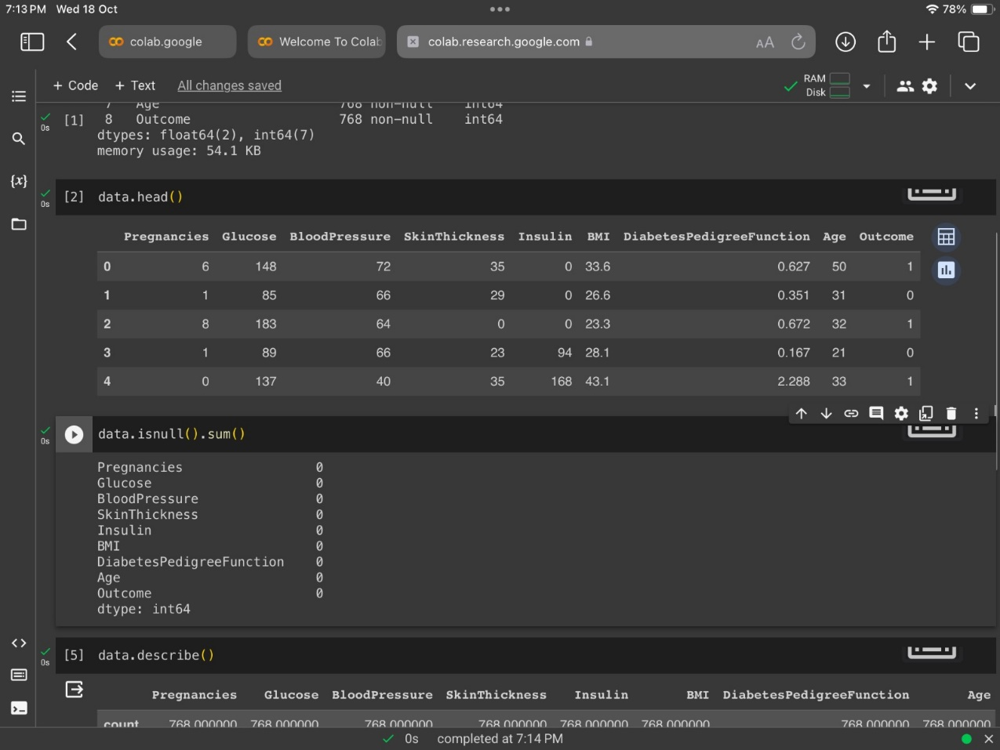 7:13 PM Wed 18 Oct
78%
colab.google
Welcome To Colab
colab.research.google.com
AA
+ Code + Text All changes saved
RAM
Disk
7 Age 768 non-null int64
[1] 8 Outcome 768 non-null int64
0s
dtypes: float64(2), int64(7)
memory usage: 54.1 KB
{x}
[2] data.head()
0s
Pregnancies Glucose BloodPressure SkinThickness Insulin BMI DiabetesPedigreeFunction Age Outcome
0 6 148 72 35 0 33.6 0.627 50 1
1 1 85 66 29 0 26.6 0.351 31 0
2 8 183 64 0 0 23.3 0.672 32 1
3 1 89 66 23 94 28.1 0.167 21 0
4 0 137 40 35 168 43.1 2.288 33 1
data.isnull().sum()
0s
Pregnancies 0
Glucose 0
BloodPressure 0
SkinThickness 0
Insulin 0
BMI 0
DiabetesPedigreeFunction 0
Age 0
Outcome 0
dtype: int64
[5] data.describe()
0s
Pregnancies Glucose BloodPressure SkinThickness Insulin BMI DiabetesPedigreeFunction Age
count 768.000000 768.000000 768.000000 768.000000 768.000000 768.000000 768.000000 768.000000
0s completed at 7:14 PM